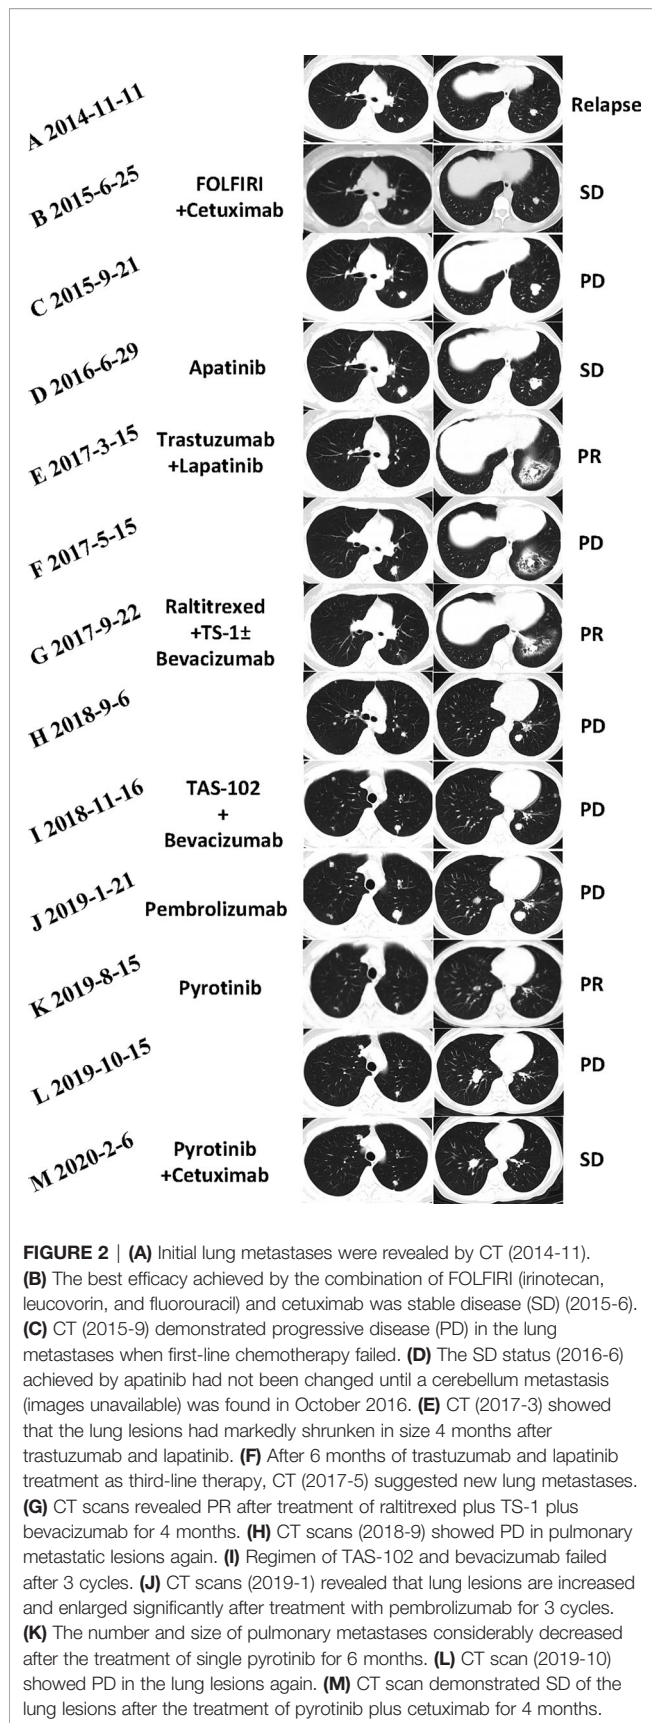 A 2014-11-11
Relapse
B 2015-6-25
FOLFIRI
+Cetuximab
SD
C 2015-9-21
PD
D 2016-6-29
Apatinib
SD
E 2017-3-15
Trastuzumab
+Lapatinib
PR
F 2017-5-15
PD
G 2017-9-22
Raltitrexed
+TS-1±
Bevacizumab
PR
H 2018-9-6
PD
I 2018-11-16
TAS-102
+
Bevacizumab
PD
J 2019-1-21
Pembrolizumab
PD
K 2019-8-15
Pyrotinib
PR
L 2019-10-15
PD
M 2020-2-6
Pyrotinib
+Cetuximab
SD
FIGURE 2 | (A) Initial lung metastases were revealed by CT (2014-11).
(B) The best efficacy achieved by the combination of FOLFIRI (irinotecan,
leucovorin, and fluorouracil) and cetuximab was stable disease (SD) (2015-6).
(C) CT (2015-9) demonstrated progressive disease (PD) in the lung
metastases when first-line chemotherapy failed. (D) The SD status (2016-6)
achieved by apatinib had not been changed until a cerebellum metastasis
(images unavailable) was found in October 2016. (E) CT (2017-3) showed
that the lung lesions had markedly shrunken in size 4 months after
trastuzumab and lapatinib. (F) After 6 months of trastuzumab and lapatinib
treatment as third-line therapy, CT (2017-5) suggested new lung metastases.
(G) CT scans revealed PR after treatment of raltitrexed plus TS-1 plus
bevacizumab for 4 months. (H) CT scans (2018-9) showed PD in pulmonary
metastatic lesions again. (I) Regimen of TAS-102 and bevacizumab failed
after 3 cycles. (J) CT scans (2019-1) revealed that lung lesions are increased
and enlarged significantly after treatment with pembrolizumab for 3 cycles.
(K) The number and size of pulmonary metastases considerably decreased
after the treatment of single pyrotinib for 6 months. (L) CT scan (2019-10)
showed PD in the lung lesions again. (M) CT scan demonstrated SD of the
lung lesions after the treatment of pyrotinib plus cetuximab for 4 months.